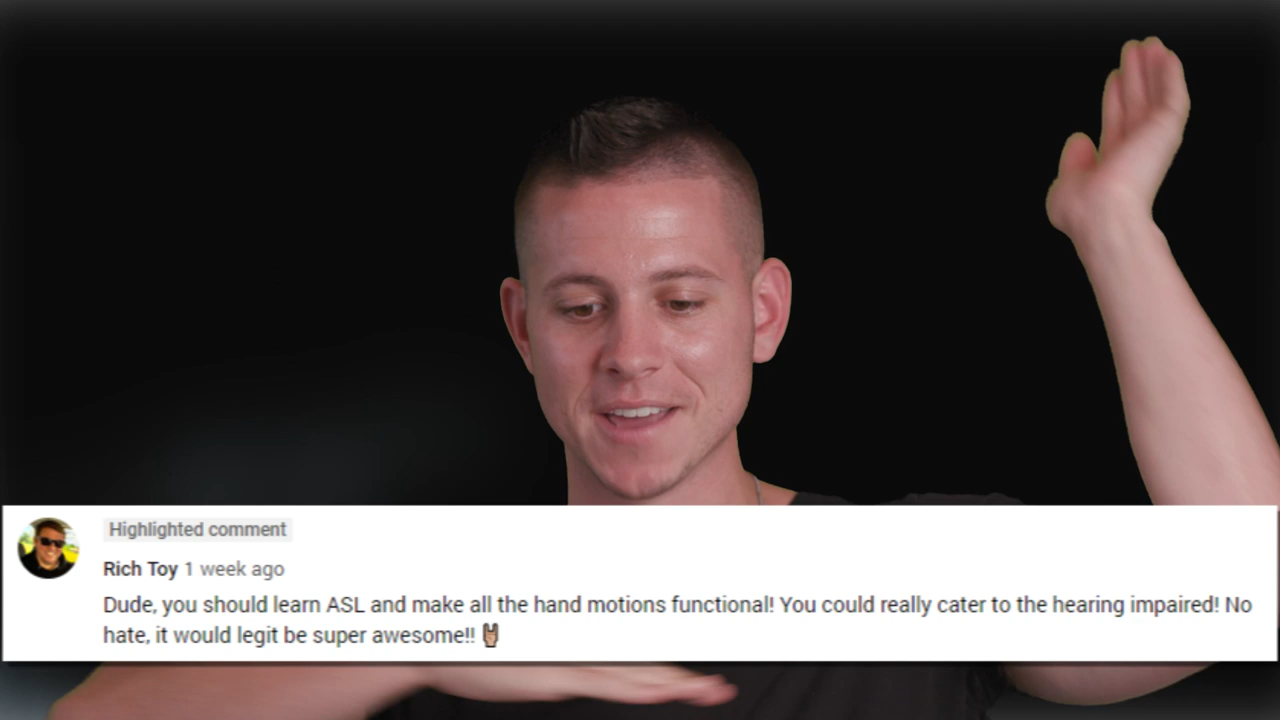 Highlighted comment
Rich Toy 1 week ago
Dude, you should learn ASL and make all the hand motions functional! You could really cater to the hearing impaired! No
hate, it would legit be super awesome!! 🤘🏽